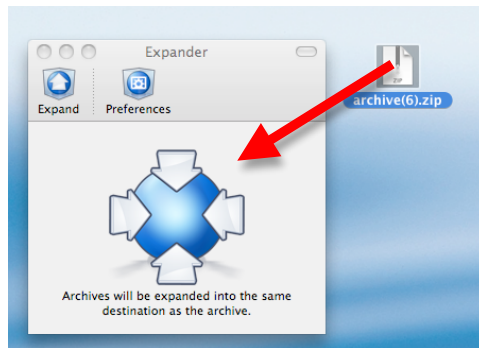 Expander
Expand
Preferences
ZIP
archive(6).zip
Archives will be expanded into the same
destination as the archive.